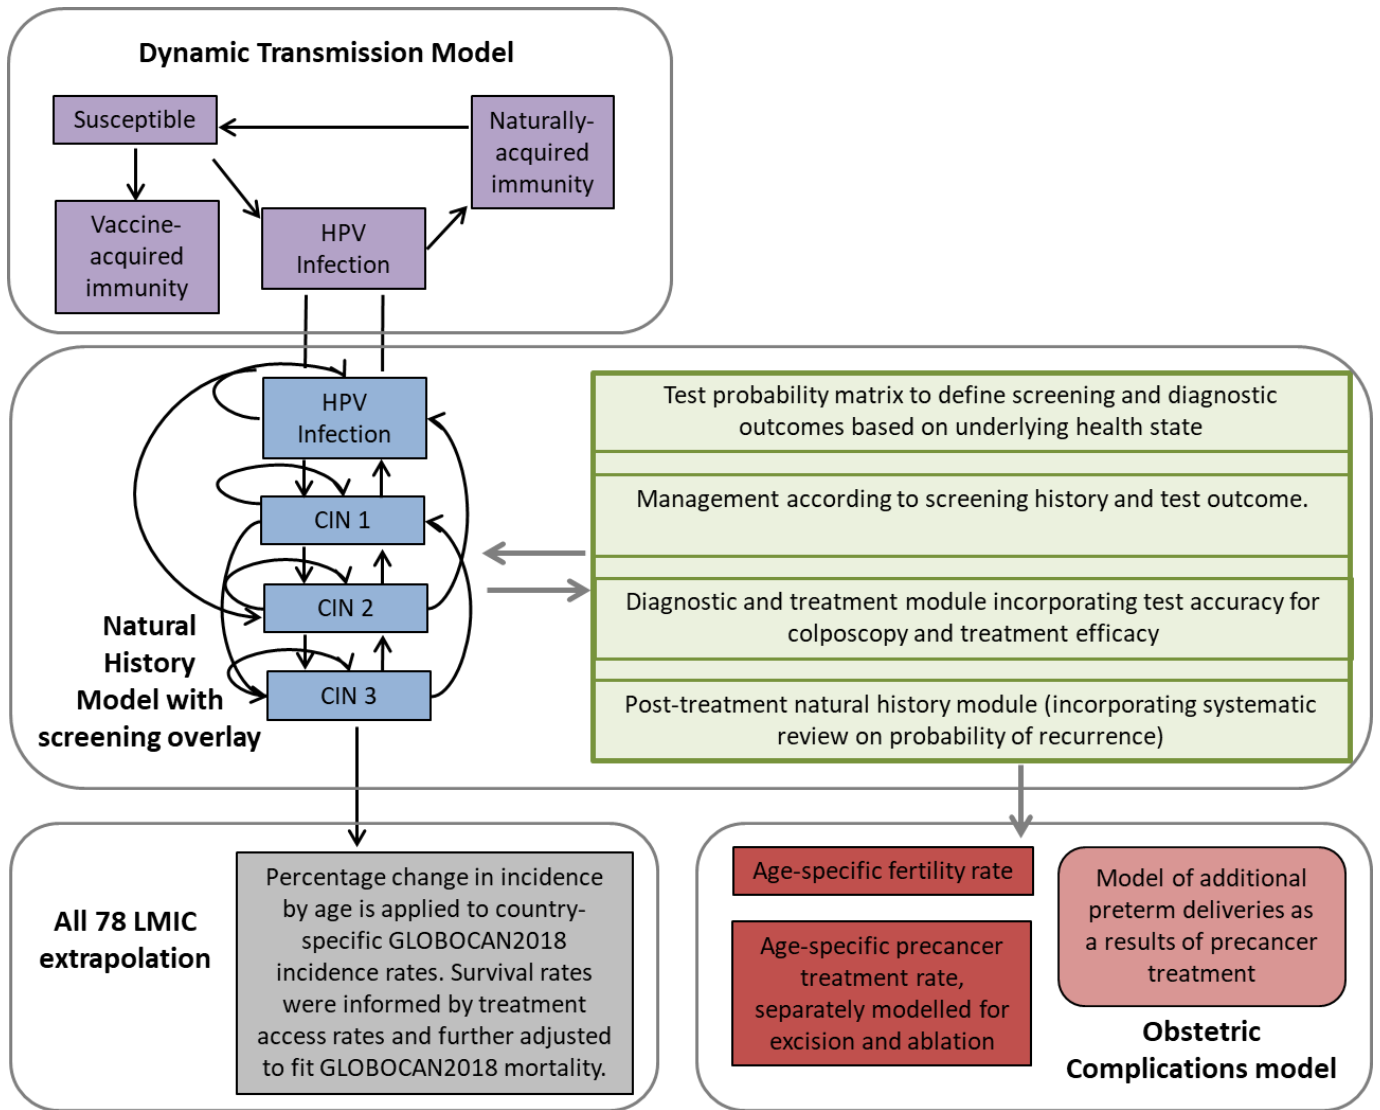 Dynamic Transmission Model
Susceptible
Naturally-
acquired
immunity
Vaccine-
acquired
immunity
HPV
Infection
HPV
Infection
CIN 1
CIN 2
CIN 3
Natural
History
Model with
screening overlay
Test probability matrix to define screening and diagnostic
outcomes based on underlying health state
Management according to screening history and test outcome.
Diagnostic and treatment module incorporating test accuracy for
colposcopy and treatment efficacy
Post-treatment natural history module (incorporating systematic
review on probability of recurrence)
All 78 LMIC
extrapolation
Percentage change in incidence
by age is applied to country-
specific GLOBOCAN2018
incidence rates. Survival rates
were informed by treatment
access rates and further adjusted
to fit GLOBOCAN2018 mortality.
Age-specific fertility rate
Age-specific precancer
treatment rate,
separately modelled for
excision and ablation
Model of additional
preterm deliveries as
a results of precancer
treatment
Obstetric
Complications model